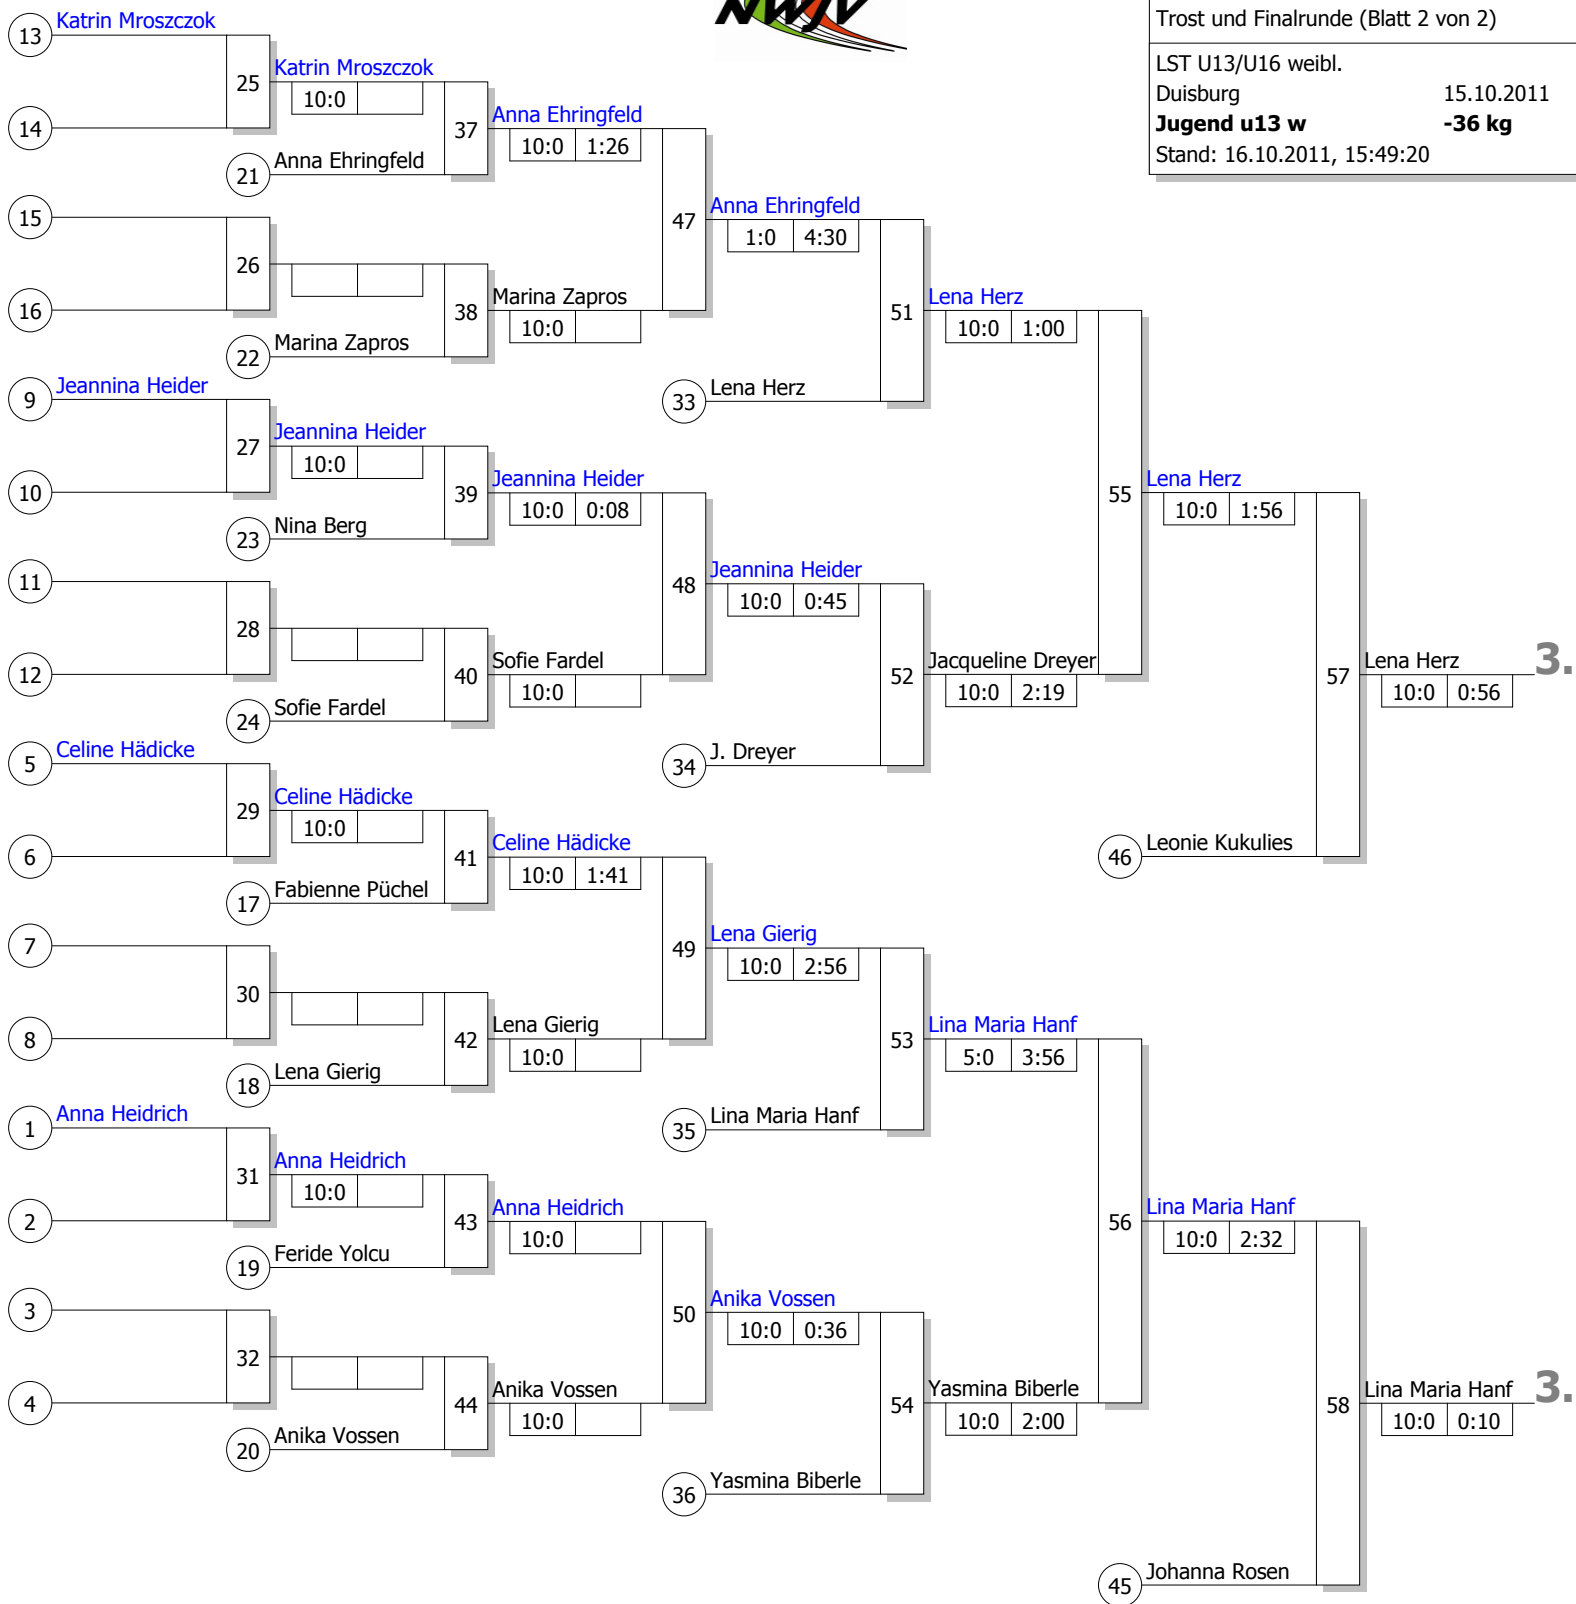 NWJV
Trost und Finalrunde (Blatt 2 von 2)
LST U13/U16 weibl.
Duisburg 15.10.2011
Jugend u13 w -36 kg
Stand: 16.10.2011, 15:49:20
13 Katrin Mroszczok
25 Katrin Mroszczok
10:0
14
37 Anna Ehringfeld
10:0 1:26
21 Anna Ehringfeld
15
47 Anna Ehringfeld
1:0 4:30
26
16
38 Marina Zapros
10:0
22 Marina Zapros
51 Lena Herz
10:0 1:00
33 Lena Herz
9 Jeannina Heider
27 Jeannina Heider
10:0
10
39 Jeannina Heider
10:0 0:08
23 Nina Berg
55 Lena Herz
10:0 1:56
11
48 Jeannina Heider
10:0 0:45
28
12
40 Sofie Fardel
10:0
24 Sofie Fardel
52 Jacqueline Dreyer
10:0 2:19
34 J. Dreyer
57 Lena Herz 3.
10:0 0:56
5 Celine Hädicke
29 Celine Hädicke
10:0
6
41 Celine Hädicke
10:0 1:41
46 Leonie Kukulies
17 Fabienne Püchel
7
49 Lena Gierig
10:0 2:56
30
8
42 Lena Gierig
10:0
18 Lena Gierig
53 Lina Maria Hanf
5:0 3:56
35 Lina Maria Hanf
1 Anna Heidrich
31 Anna Heidrich
10:0
2
43 Anna Heidrich
10:0
19 Feride Yolcu
56 Lina Maria Hanf
10:0 2:32
3
50 Anika Vossen
10:0 0:36
32
4
44 Anika Vossen
10:0
20 Anika Vossen
54 Yasmina Biberle
10:0 2:00
36 Yasmina Biberle
58 Lina Maria Hanf 3.
10:0 0:10
45 Johanna Rosen